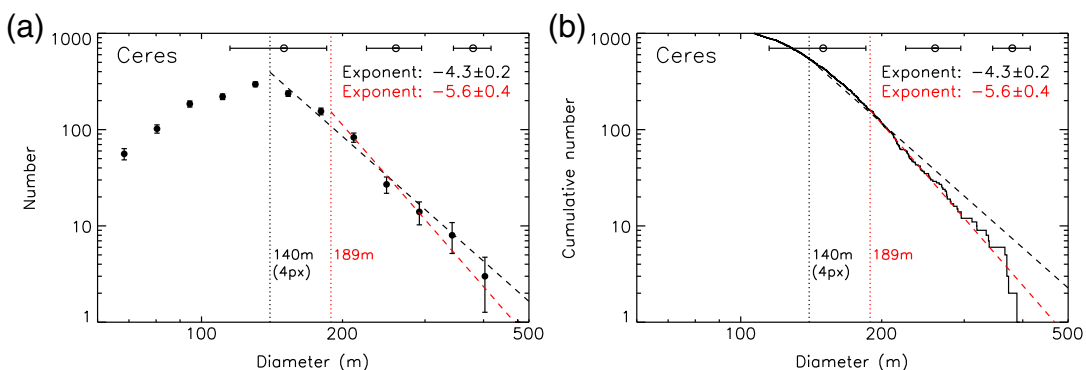 (a)
Ceres
Exponent: −4.3±0.2
Exponent: −5.6±0.4
1000
100
10
1
Number
140m
(4px)
189m
100
200
500
Diameter (m)
(b)
Ceres
Exponent: −4.3±0.2
Exponent: −5.6±0.4
1000
100
10
1
Cumulative number
140m
(4px)
189m
100
200
500
Diameter (m)